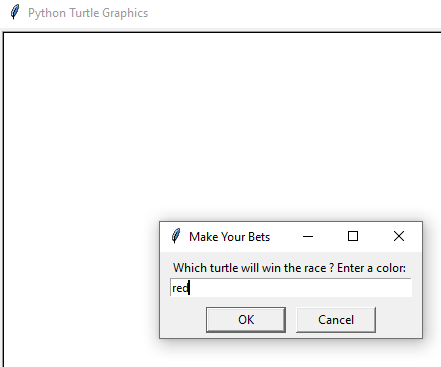 Python Turtle Graphics
Make Your Bets
Which turtle will win the race ? Enter a color:
red
OK
Cancel